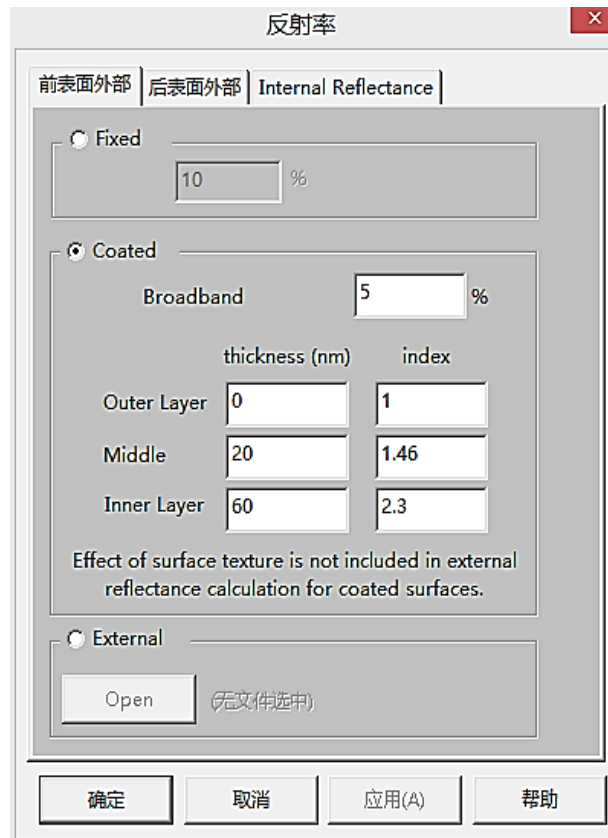 反射率
前表面外部 后表面外部 Internal Reflectance
Fixed
10 %
Coated
Broadband 5 %
thickness (nm) index
Outer Layer 0 1
Middle 20 1.46
Inner Layer 60 2.3
Effect of surface texture is not included in external
reflectance calculation for coated surfaces.
External
Open (无文件选中)
确定 取消 应用(A) 帮助